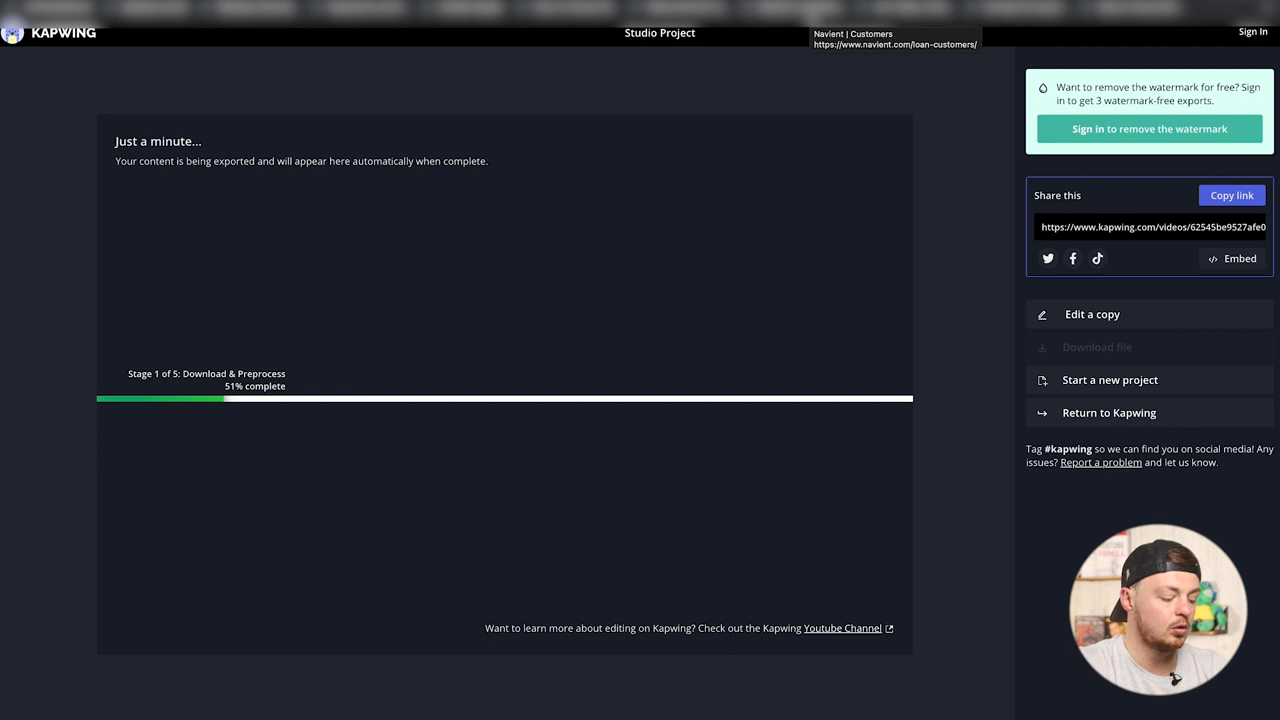 KAPWING
Studio Project
Navient | Customers
https://www.navient.com/loan-customers/
Sign In
Want to remove the watermark for free? Sign
in to get 3 watermark-free exports.
Sign in to remove the watermark
Just a minute...
Your content is being exported and will appear here automatically when complete.
Share this
Copy link
https://www.kapwing.com/videos/62545be9527afe0
Embed
Edit a copy
Download file
Stage 1 of 5: Download & Preprocess
51% complete
Start a new project
Return to Kapwing
Tag #kapwing so we can find you on social media! Any
issues? Report a problem and let us know.
Want to learn more about editing on Kapwing? Check out the Kapwing Youtube Channel